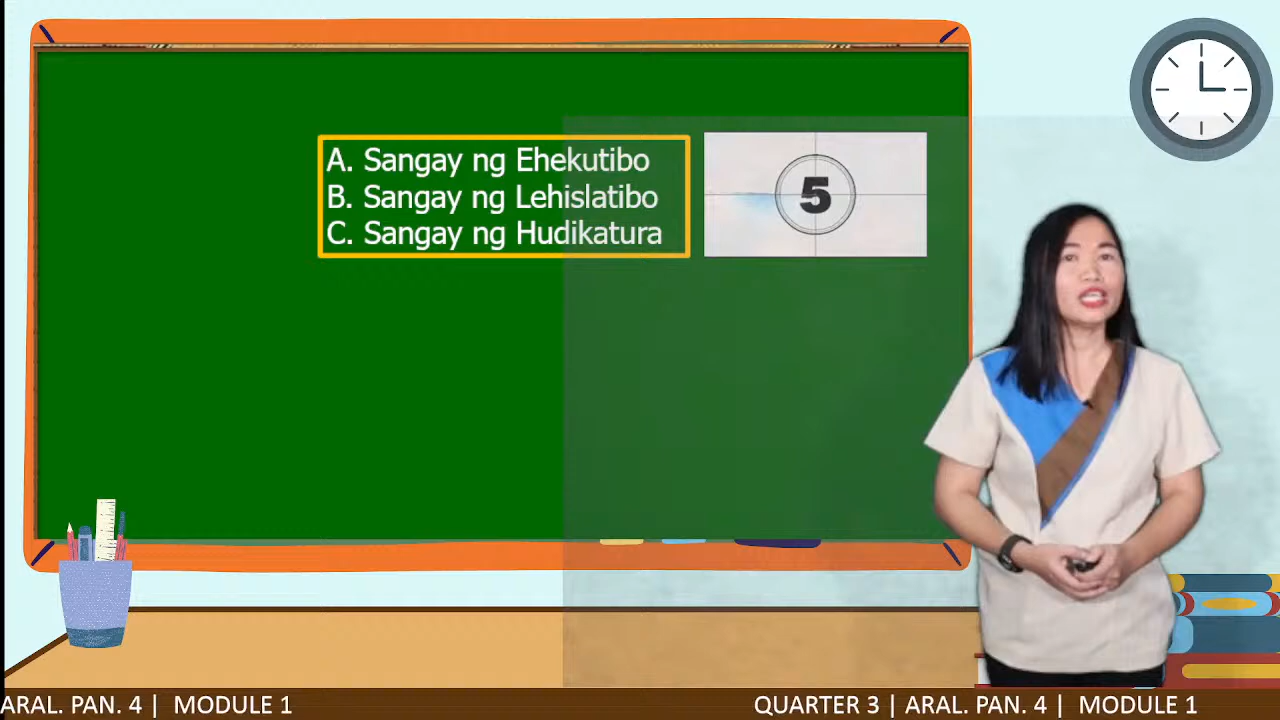 A. Sangay ng Ehekutibo
B. Sangay ng Lehislatibo
C. Sangay ng Hudikatura
5
ARAL. PAN. 4 | MODULE 1
QUARTER 3 | ARAL. PAN. 4 | MODULE 1